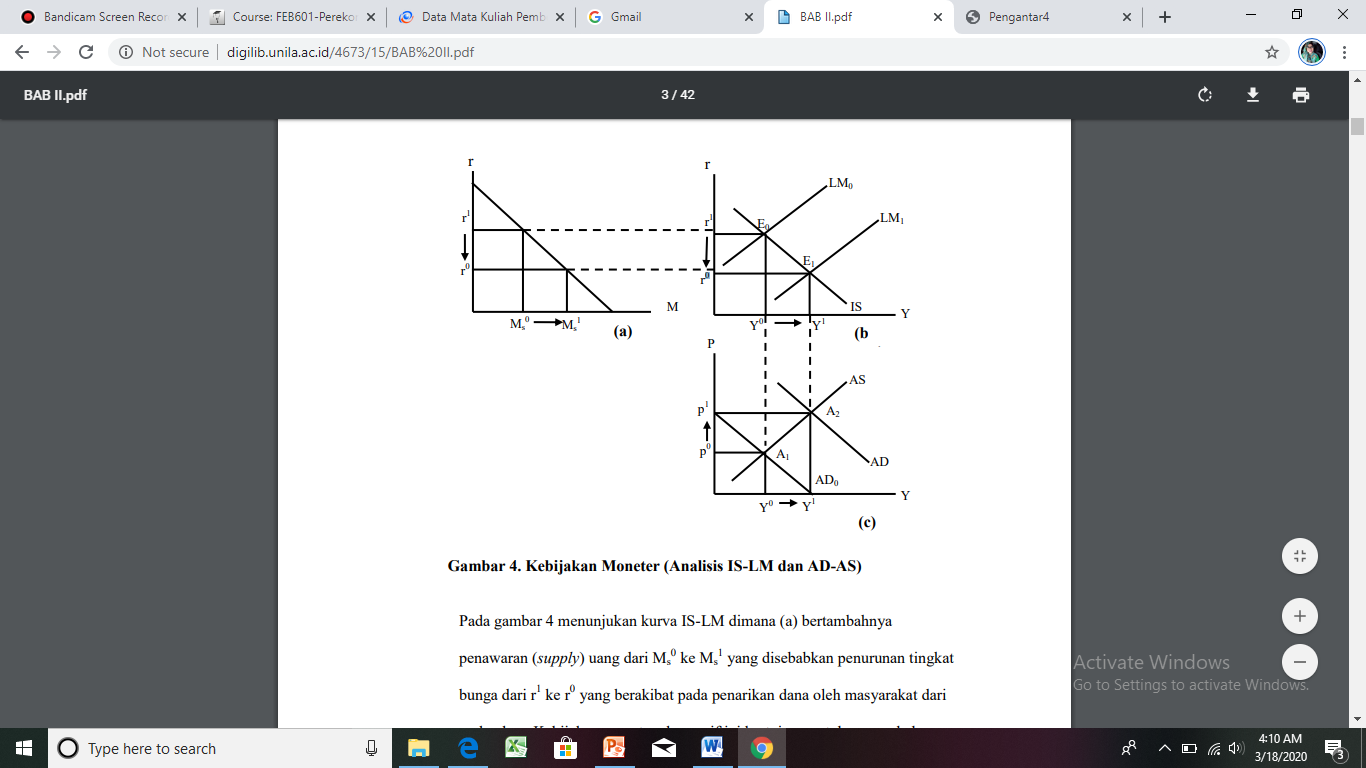 Bandicam Screen Recor
Course: FEB601-Pereko
Data Mata Kuliah Pemb
Gmail
BAB II.pdf
Pengantar4
Not secure | digilib.unila.ac.id/4673/15/BAB%20II.pdf
BAB II.pdf
3 / 42
r
r¹
r⁰
M
Mₛ⁰
Mₛ¹
(a)
r
LM₀
r¹
E₀
LM₁
E₁
r⁰
IS
Y
Y⁰
Y¹
(b
P
AS
p¹
A₂
p⁰
A₁
AD
AD₀
Y
Y⁰
Y¹
(c)
Gambar 4. Kebijakan Moneter (Analisis IS-LM dan AD-AS)
Pada gambar 4 menunjukan kurva IS-LM dimana (a) bertambahnya
penawaran (supply) uang dari Mₛ⁰ ke Mₛ¹ yang disebabkan penurunan tingkat
bunga dari r¹ ke r⁰ yang berakibat pada penarikan dana oleh masyarakat dari
Activate Windows
Go to Settings to activate Windows.
Type here to search
4:10 AM
3/18/2020
3